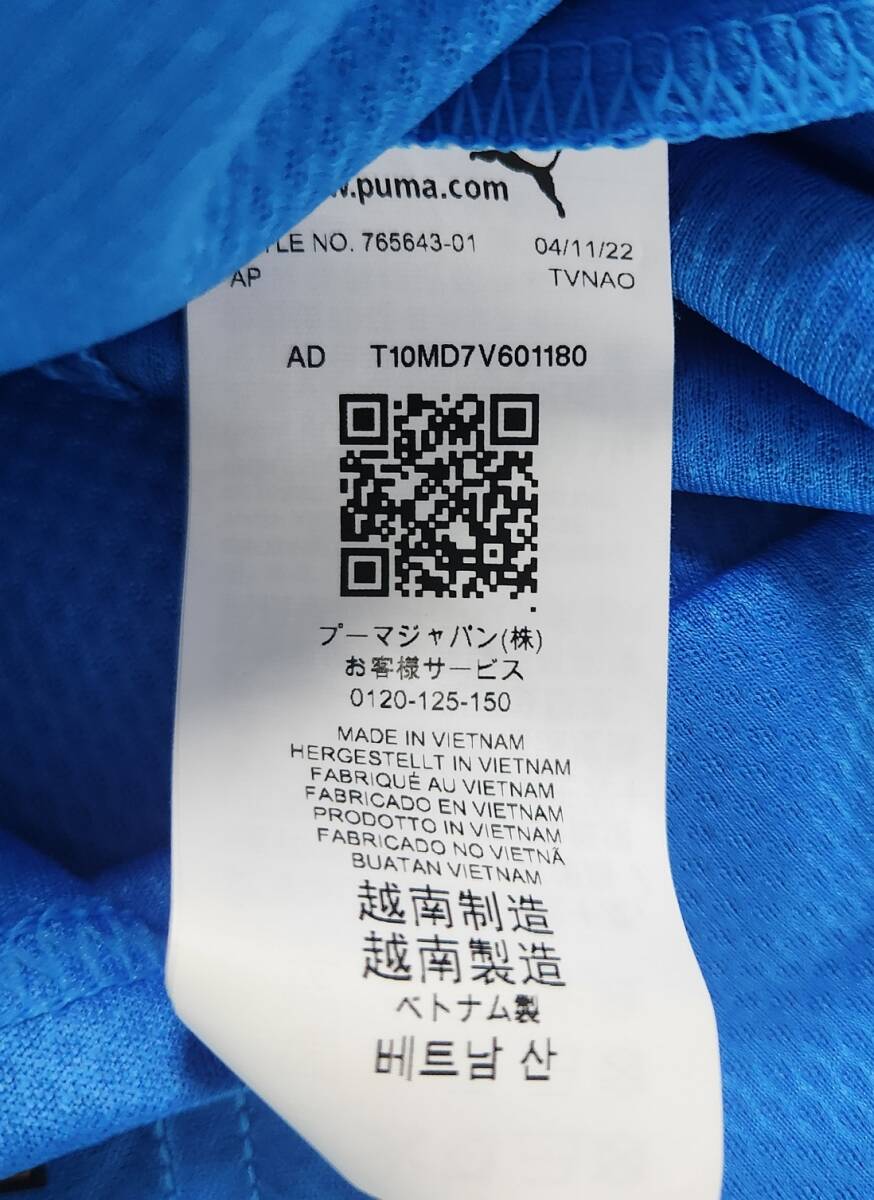 .puma.com
NO. 765643-01 04/11/22
AP TVNAO
AD T10MD7V601180
プーマジャパン(株)
お客様サービス
0120-125-150
MADE IN VIETNAM
HERGESTELLT IN VIETNAM
FABRIQUÉ AU VIETNAM
FABRICADO EN VIETNAM
PRODOTTO IN VIETNAM
FABRICADO NO VIETNÃ
BUATAN VIETNAM
越南制造
越南製造
ベトナム製
베트남 산